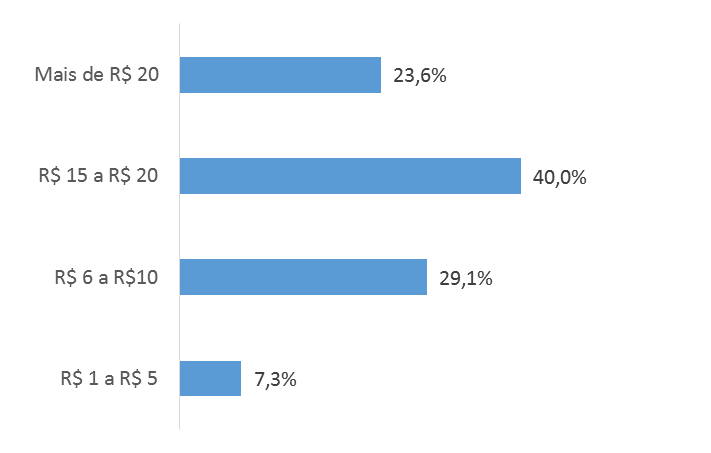 Mais de R$ 20 23,6%
R$ 15 a R$ 20 40,0%
R$ 6 a R$10 29,1%
R$ 1 a R$ 5 7,3%